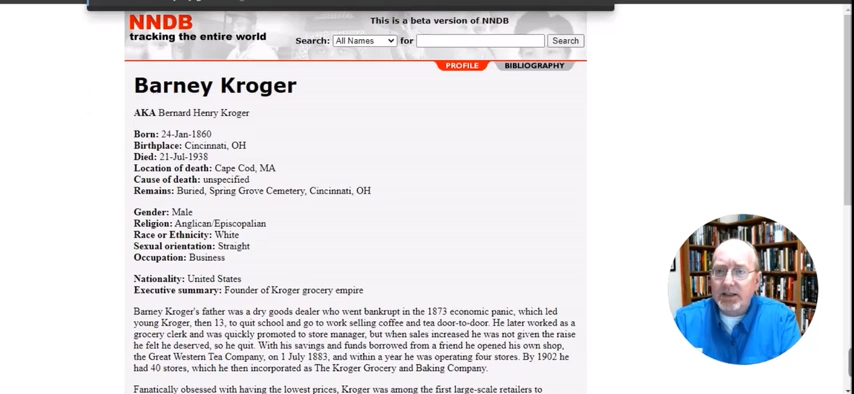 NNDB
tracking the entire world
This is a beta version of NNDB
Search: All Names for Search
PROFILE BIBLIOGRAPHY
Barney Kroger
AKA Bernard Henry Kroger
Born: 24-Jan-1860
Birthplace: Cincinnati, OH
Died: 21-Jul-1938
Location of death: Cape Cod, MA
Cause of death: unspecified
Remains: Buried, Spring Grove Cemetery, Cincinnati, OH
Gender: Male
Religion: Anglican/Episcopalian
Race or Ethnicity: White
Sexual orientation: Straight
Occupation: Business
Nationality: United States
Executive summary: Founder of Kroger grocery empire
Barney Kroger's father was a dry goods dealer who went bankrupt in the 1873 economic panic, which led
young Kroger, then 13, to quit school and go to work selling coffee and tea door-to-door. He later worked as a
grocery clerk and was quickly promoted to store manager, but when sales increased he was not given the raise
he felt he deserved, so he quit. With his savings and funds borrowed from a friend he opened his own shop,
the Great Western Tea Company, on 1 July 1883, and within a year he was operating four stores. By 1902 he
had 40 stores, which he then incorporated as The Kroger Grocery and Baking Company.
Fanatically obsessed with having the lowest prices, Kroger was among the first large-scale retailers to